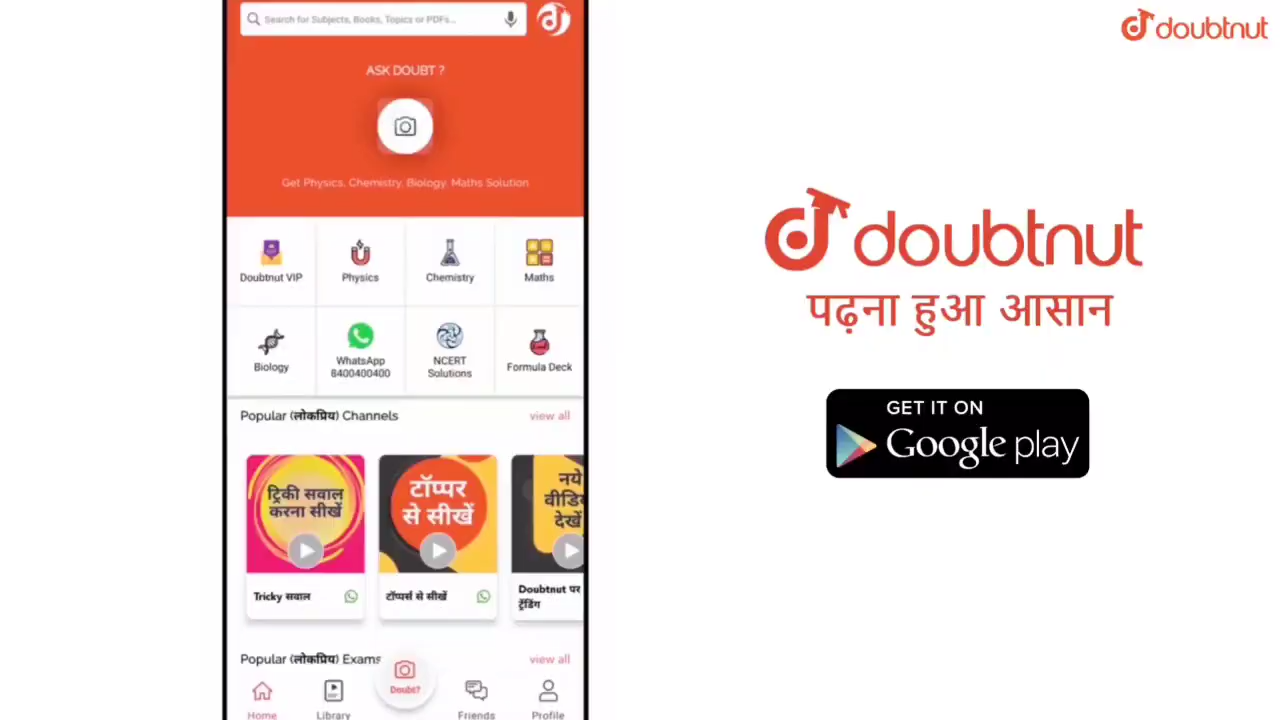 Search for Subjects, Books, Topics or PDFs...
doubtnut
ASK DOUBT ?
Get Physics, Chemistry, Biology, Maths Solution
Doubtnut VIP
Physics
Chemistry
Maths
Biology
WhatsApp
8400400400
NCERT
Solutions
Formula Deck
Popular (लोकप्रिय) Channels
view all
ट्रिकी सवाल
करना सीखें
टॉप्पर
से सीखें
नये
वीडि
देखें
Tricky सवाल
टॉप्पर्स से सीखें
Doubtnut पर
ट्रेंडिंग
Popular (लोकप्रिय) Exams
view all
Doubt?
Home
Library
Friends
Profile
doubtnut
पढ़ना हुआ आसान
GET IT ON
Google play